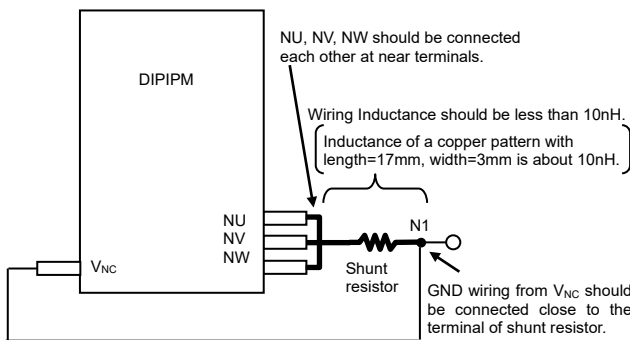 NU, NV, NW should be connected
each other at near terminals.
DIPIPM
Wiring Inductance should be less than 10nH.
Inductance of a copper pattern with
length=17mm, width=3mm is about 10nH.
NU
NV
NW
N1
VNC
Shunt
resistor
GND wiring from VNC should
be connected close to the
terminal of shunt resistor.